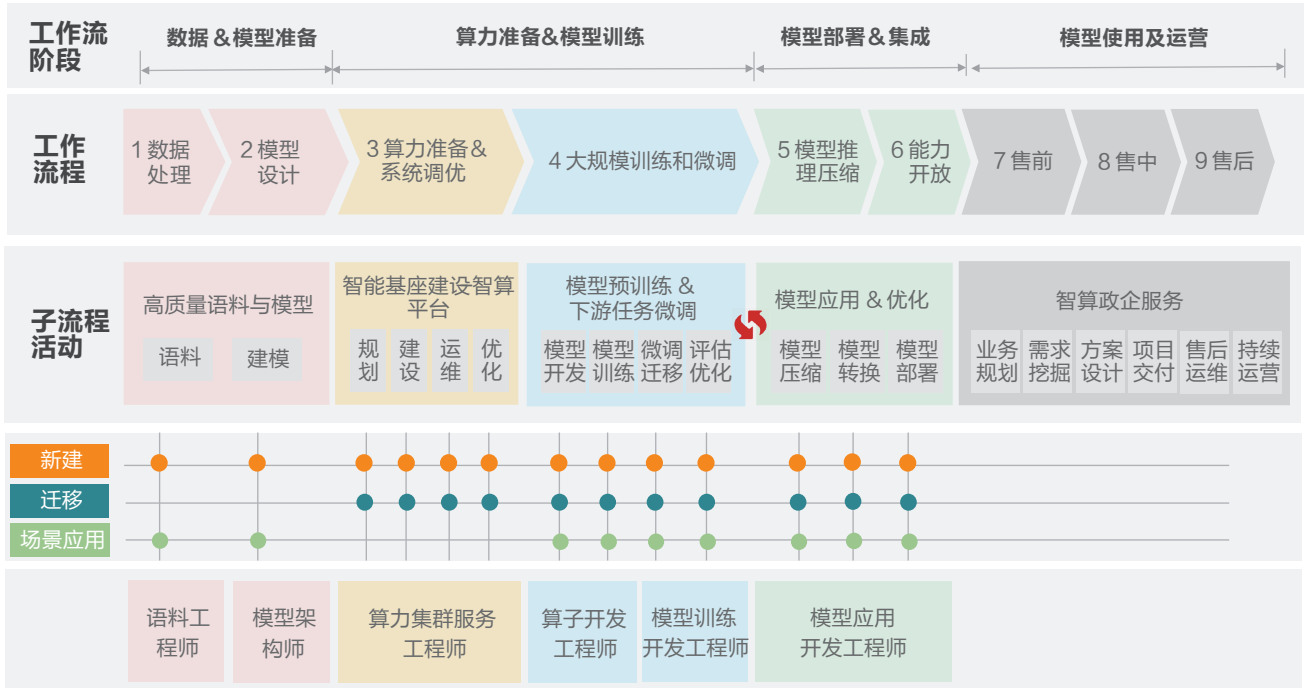 工作流
阶段
数据&模型准备
算力准备&模型训练
模型部署&集成
模型使用及运营
工作
流程
1 数据
处理
2 模型
设计
3 算力准备&
系统调优
4 大规模训练和微调
5 模型推
理压缩
6 能力
开放
7 售前
8 售中
9 售后
子流程
活动
高质量语料与模型
语料
建模
智能基座建设智算
平台
规
划
建
设
运
维
优
化
模型预训练 &
下游任务微调
模型
开发
模型
训练
微调
迁移
评估
优化
模型应用 & 优化
模型
压缩
模型
转换
模型
部署
智算政企服务
业务
规划
需求
挖掘
方案
设计
项目
交付
售后
运维
持续
运营
新建
迁移
场景应用
语料工
程师
模型架
构师
算力集群服务
工程师
算子开发
工程师
模型训练
开发工程师
模型应用
开发工程师